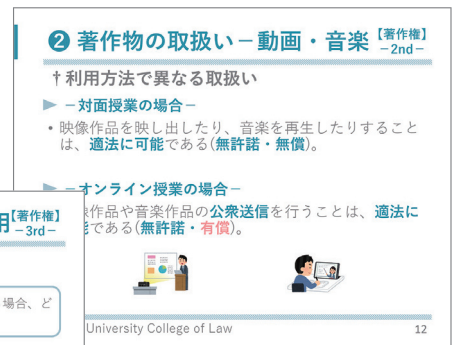 ❷ 著作物の取扱い－動画・音楽【著作権】
－2nd－
†利用方法で異なる取扱い
－対面授業の場合－
• 映像作品を映し出したり、音楽を再生したりすること
は、適法に可能である(無許諾・無償)。
－オンライン授業の場合－
作品や音楽作品の公衆送信を行うことは、適法に
である(無許諾・有償)。
用【著作権】
－3rd－
場合、ど
University College of Law
12